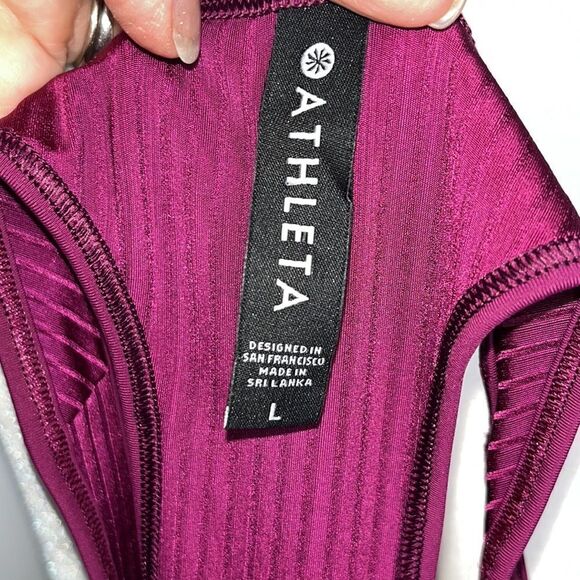 ATHLETA
DESIGNED IN
SAN FRANCISCO
MADE IN
SRI LANKA
L